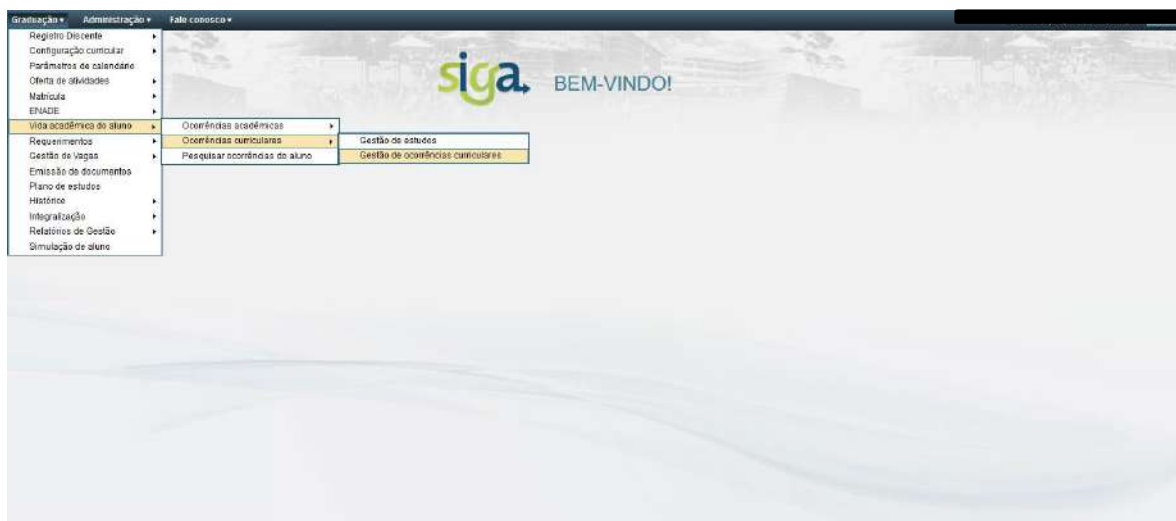 Graduação Administração Fale conosco
Registro Discente
Configuração curricular
Parâmetros de calendário
Oferta de atividades
Matrícula
ENADE
Vida acadêmica do aluno
Requerimentos
Gestão de Vagas
Emissão de documentos
Plano de estudos
Histórico
Integralização
Relatórios de Gestão
Simulação de aluno
Ocorrências acadêmicas
Ocorrências curriculares
Pesquisar ocorrências do aluno
Gestão de estudos
Gestão de ocorrências curriculares
siga
BEM-VINDO!